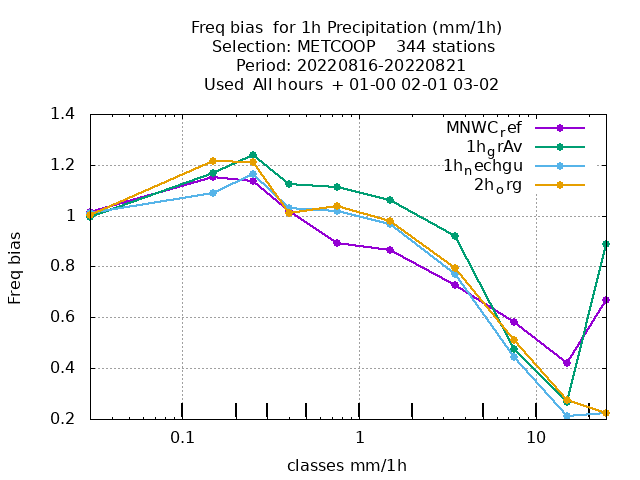 Freq bias  for 1h Precipitation (mm/1h)
Selection: METCOOP    344 stations
Period: 20220816-20220821
Used  All hours  + 01-00 02-01 03-02
MNWCref
1hgrAv
1hnechgu
2horg
1.4
1.2
1
0.8
0.6
0.4
0.2
Freq bias
0.1
1
10
classes mm/1h